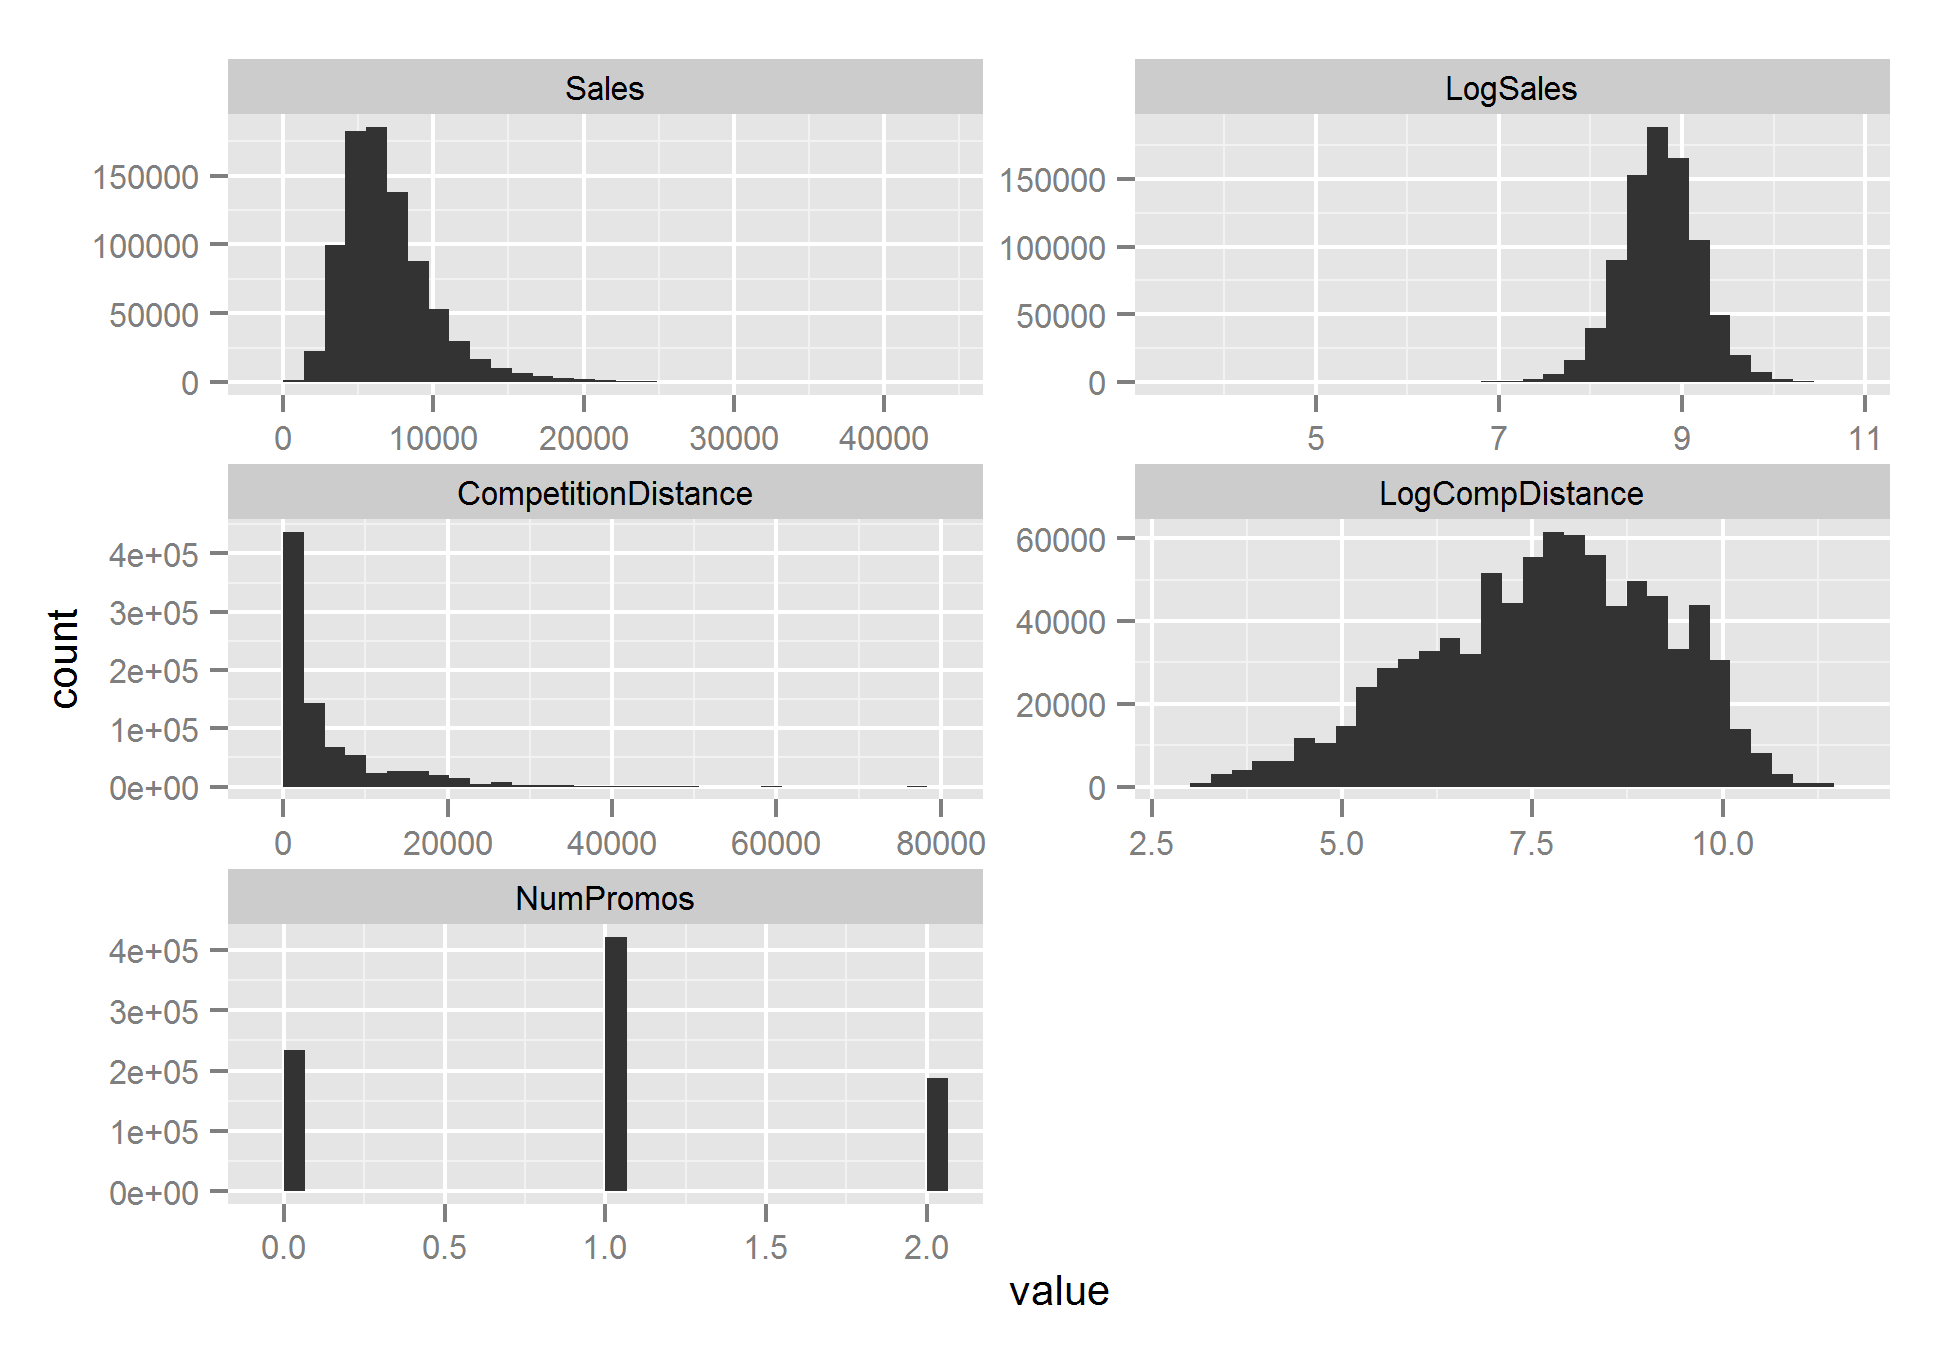 Sales
LogSales
150000
100000
50000
0
150000
100000
50000
0
0 10000 20000 30000 40000
5 7 9 11
CompetitionDistance
LogCompDistance
4e+05
3e+05
2e+05
1e+05
0e+00
60000
40000
20000
0
0 20000 40000 60000 80000
2.5 5.0 7.5 10.0
NumPromos
4e+05
3e+05
2e+05
1e+05
0e+00
0.0 0.5 1.0 1.5 2.0
count
value